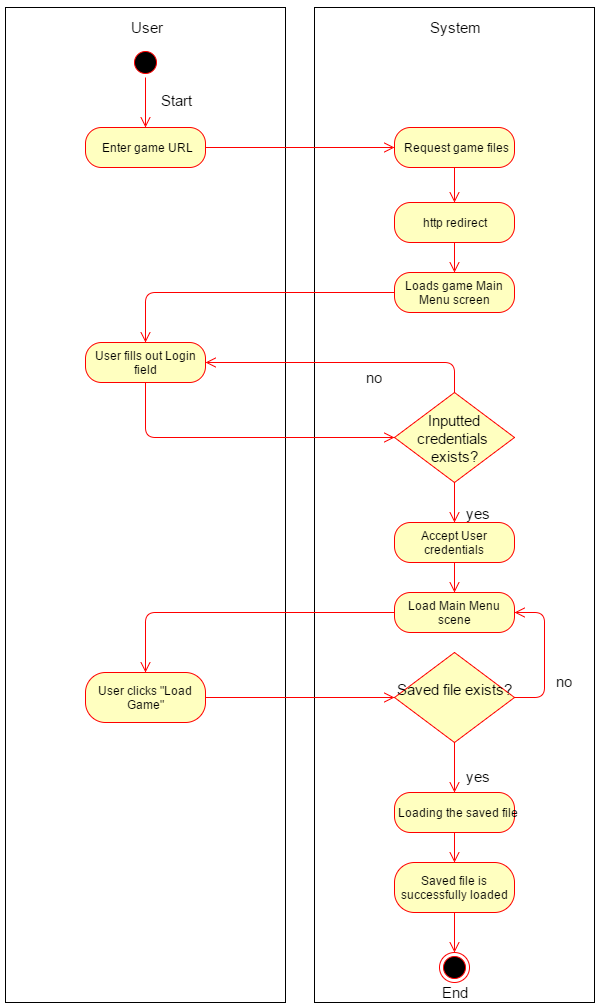 User
System
Start
Enter game URL
Request game files
http redirect
Loads game Main
Menu screen
User fills out Login
field
no
Inputted
credentials
exists?
yes
Accept User
credentials
Load Main Menu
scene
User clicks "Load
Game"
Saved file exists?
no
yes
Loading the saved file
Saved file is
successfully loaded
End